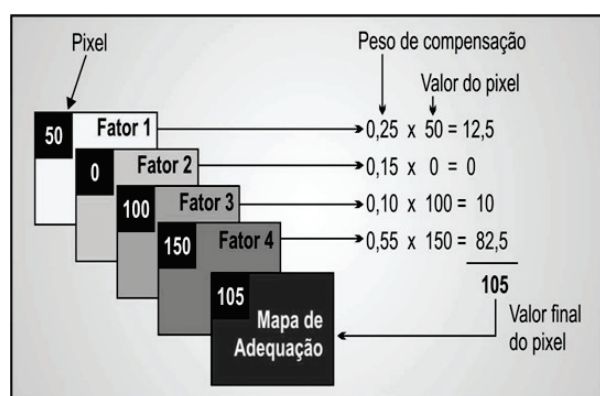 Pixel
Peso de compensação
Valor do pixel
50 Fator 1 0,25 x 50 = 12,5
0 Fator 2 0,15 x 0 = 0
100 Fator 3 0,10 x 100 = 10
150 Fator 4 0,55 x 150 = 82,5
105
105
Mapa de
Adequação
Valor final
do pixel